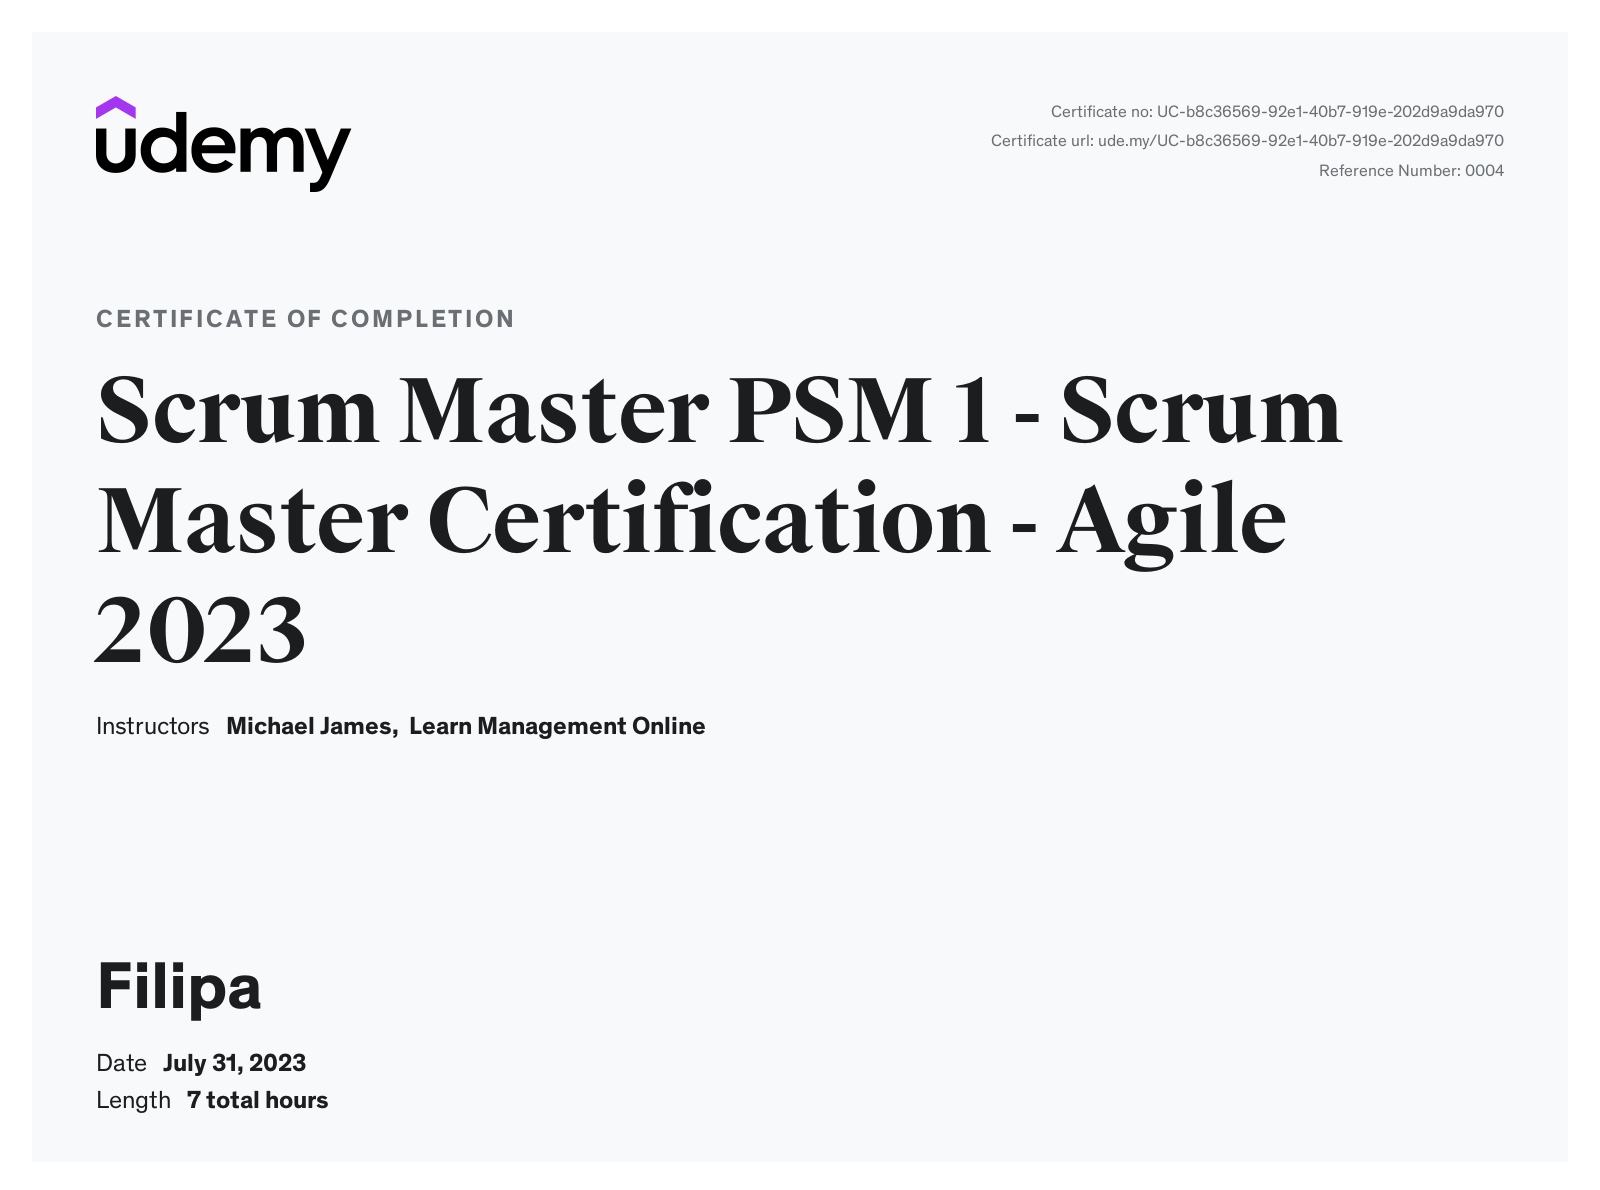 udemy
Certificate no: UC-b8c36569-92e1-40b7-919e-202d9a9da970
Certificate url: ude.my/UC-b8c36569-92e1-40b7-919e-202d9a9da970
Reference Number: 0004
CERTIFICATE OF COMPLETION
Scrum Master PSM 1 - Scrum
Master Certification - Agile
2023
Instructors Michael James, Learn Management Online
Filipa
Date July 31, 2023
Length 7 total hours